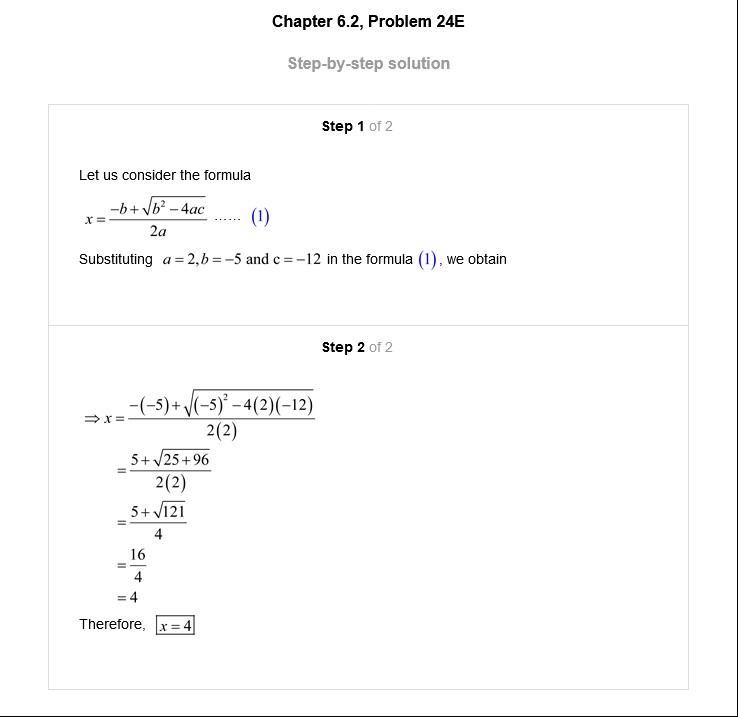 Chapter 6.2, Problem 24E
Step-by-step solution
Step 1 of 2
Let us consider the formula
x = \frac{-b+\sqrt{b^2-4ac}}{2a} ...... (1)
Substituting a = 2, b = −5 and c = −12 in the formula (1), we obtain
Step 2 of 2
⇒ x = \frac{-(-5)+\sqrt{(-5)^2-4(2)(-12)}}{2(2)}
= \frac{5+\sqrt{25+96}}{2(2)}
= \frac{5+\sqrt{121}}{4}
= \frac{16}{4}
= 4
Therefore, x = 4